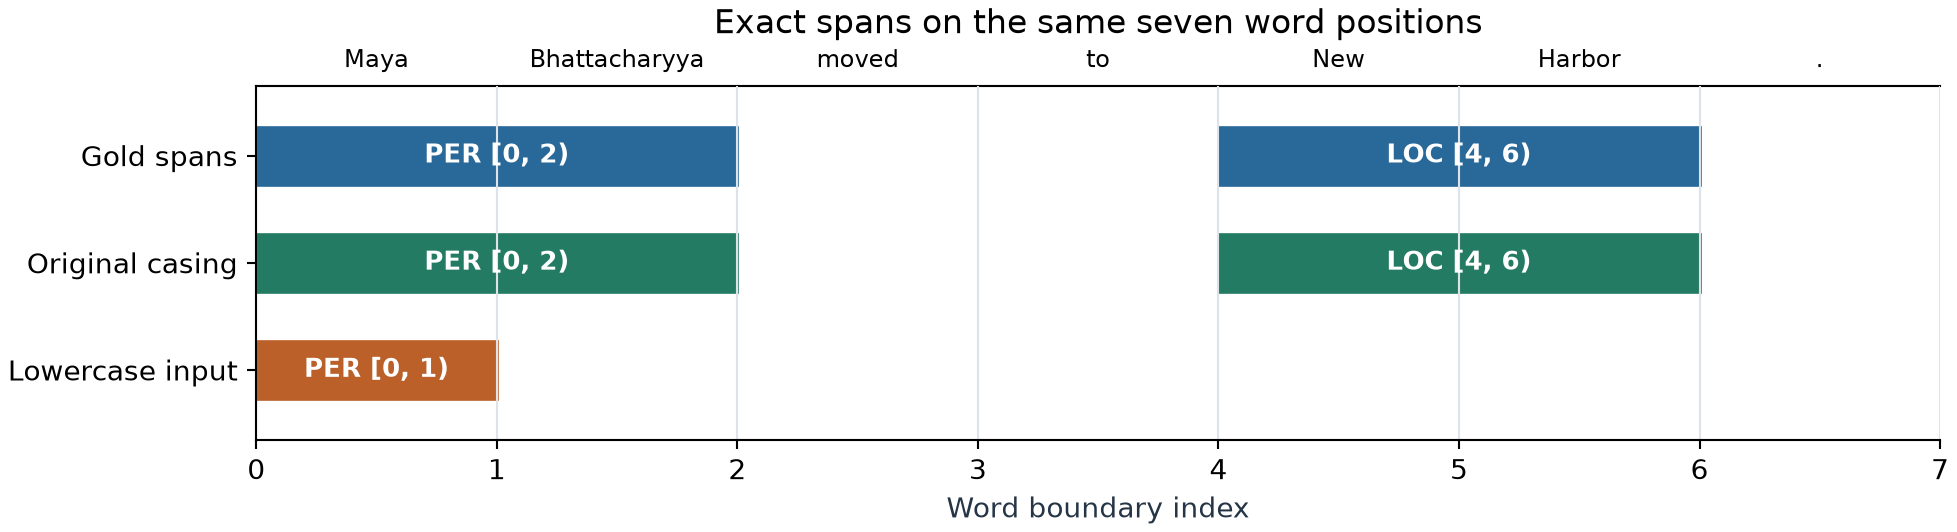 Exact spans on the same seven word positions
Maya Bhattacharyya moved to New Harbor .
Gold spans PER [0, 2) LOC [4, 6)
Original casing PER [0, 2) LOC [4, 6)
Lowercase input PER [0, 1)
0 1 2 3 4 5 6 7
Word boundary index